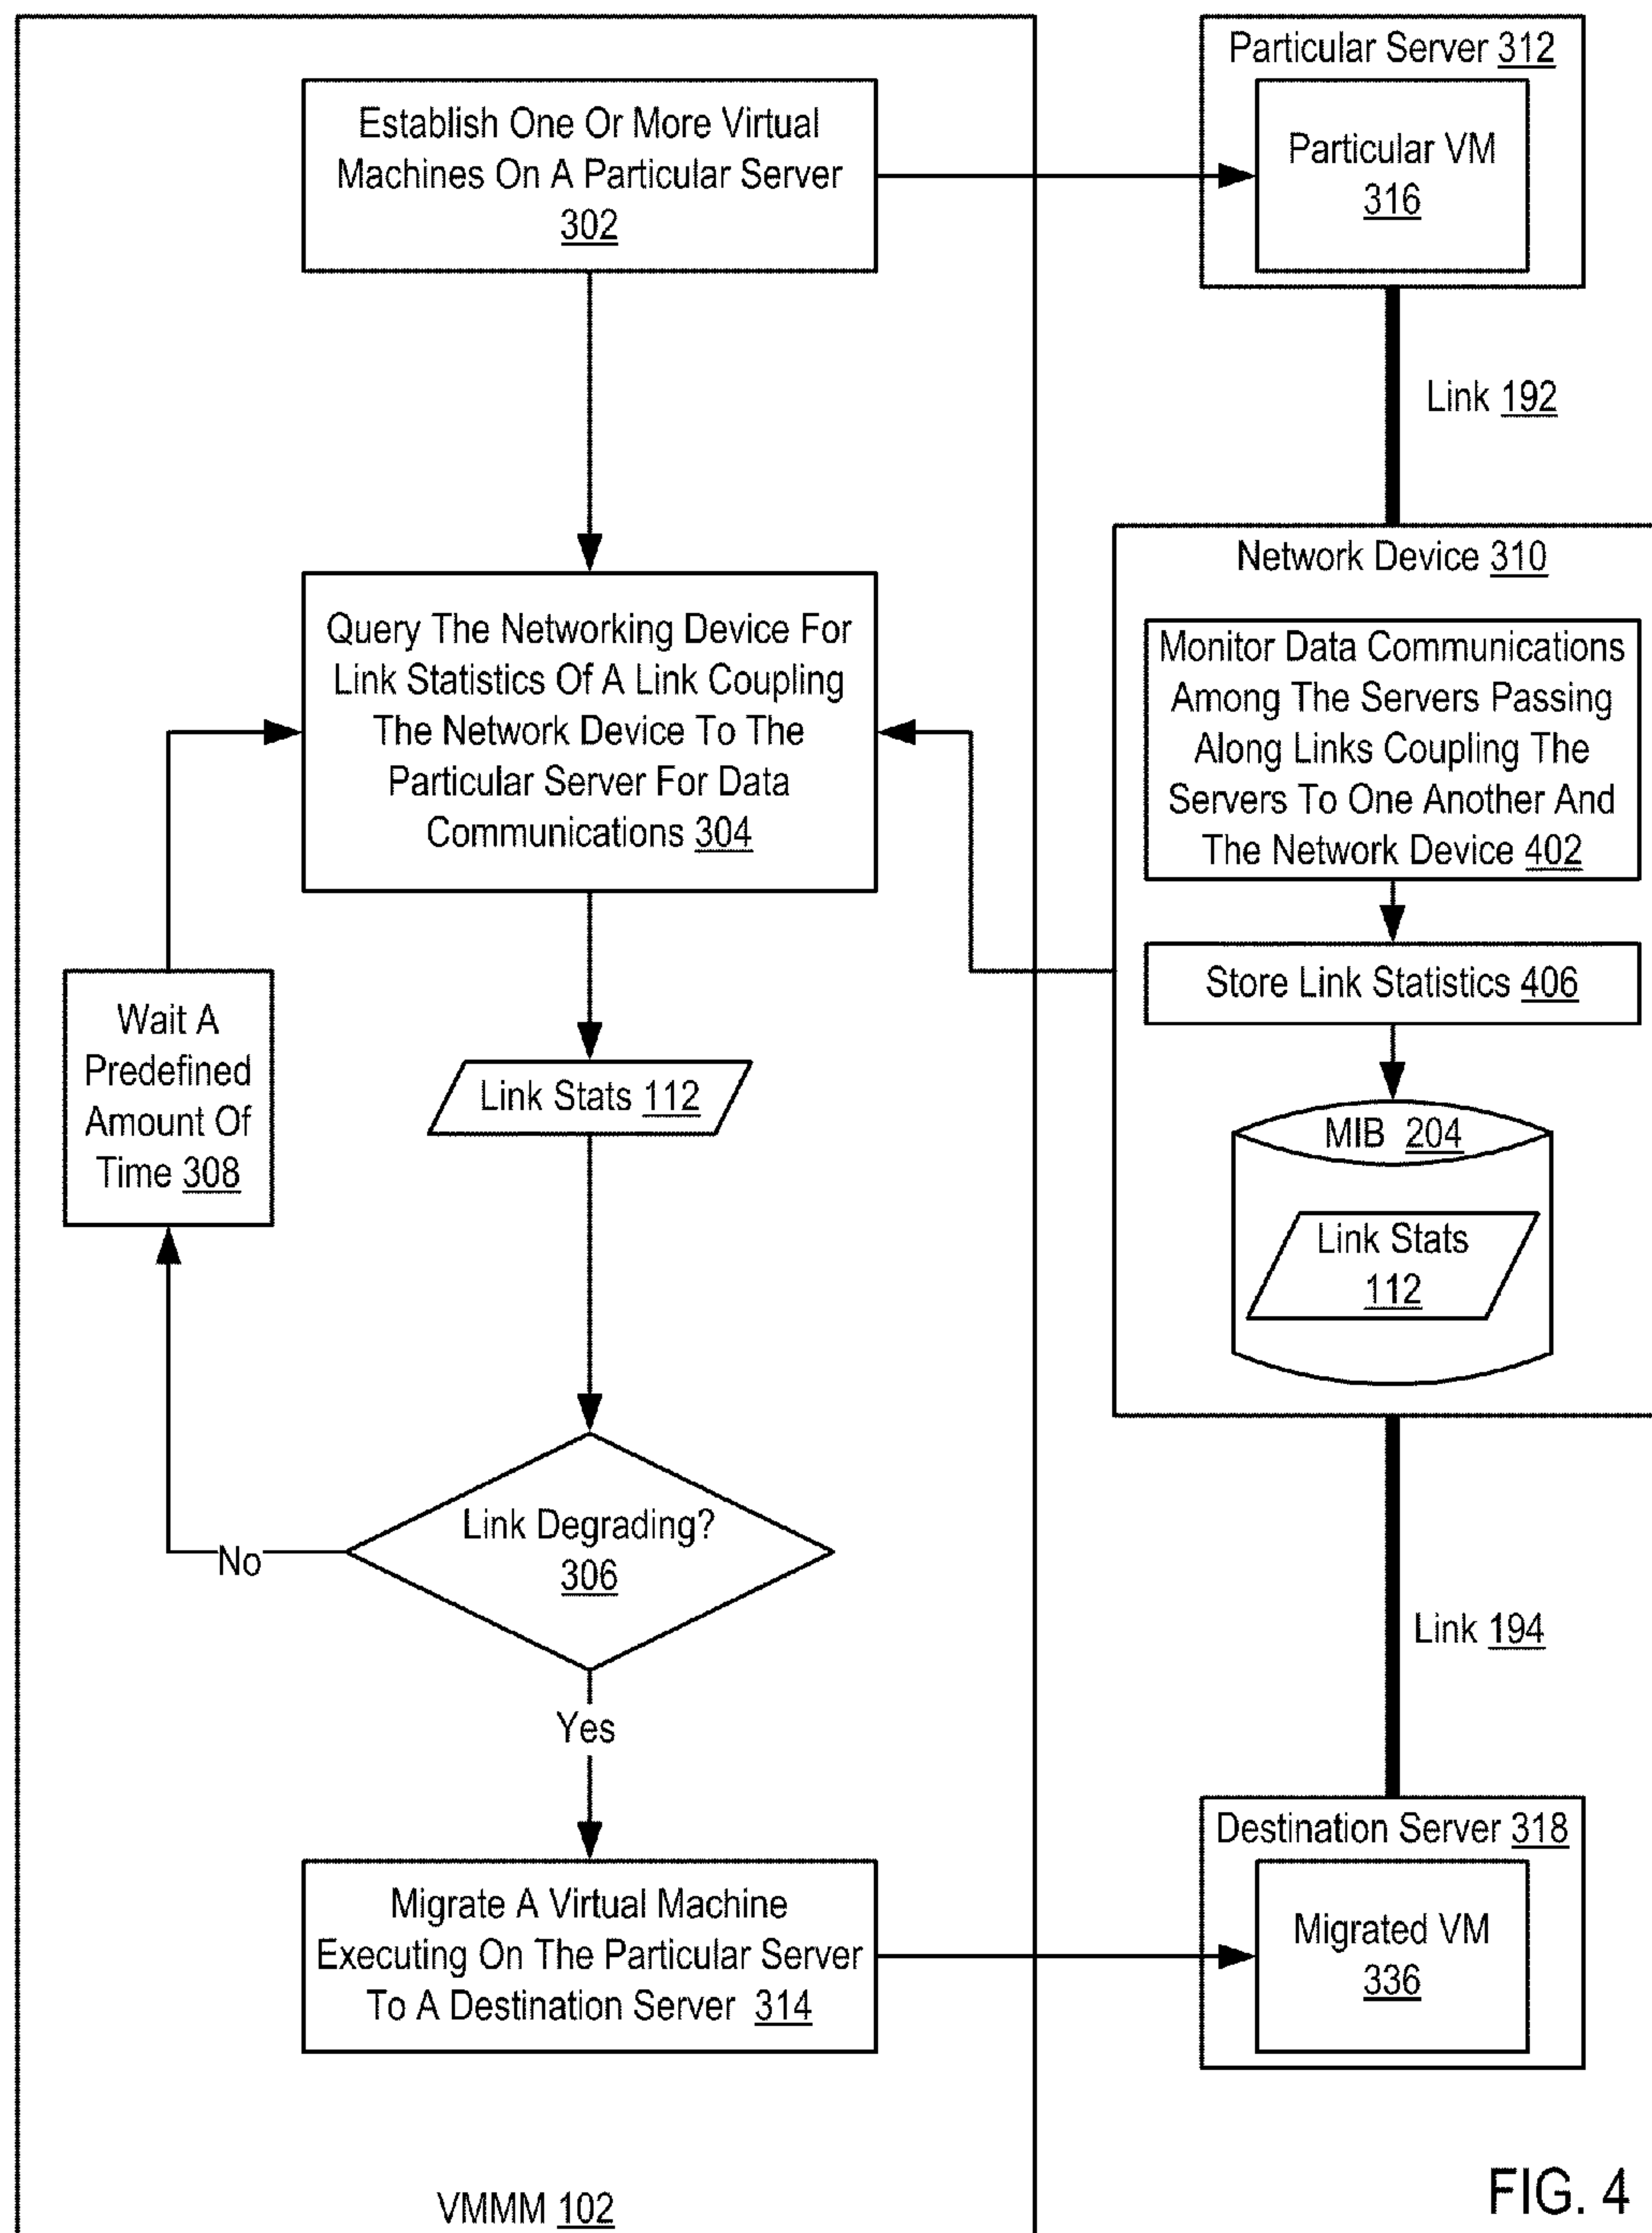 Establish One Or More Virtual
Machines On A Particular Server
302
Particular Server 312
Particular VM
316
Link 192
Query The Networking Device For
Link Statistics Of A Link Coupling
The Network Device To The
Particular Server For Data
Communications 304
Network Device 310
Monitor Data Communications
Among The Servers Passing
Along Links Coupling The
Servers To One Another And
The Network Device 402
Store Link Statistics 406
MIB 204
Link Stats
112
Wait A
Predefined
Amount Of
Time 308
Link Stats 112
Link Degrading?
306
No
Yes
Link 194
Migrate A Virtual Machine
Executing On The Particular Server
To A Destination Server 314
Destination Server 318
Migrated VM
336
VMMM 102
FIG. 4